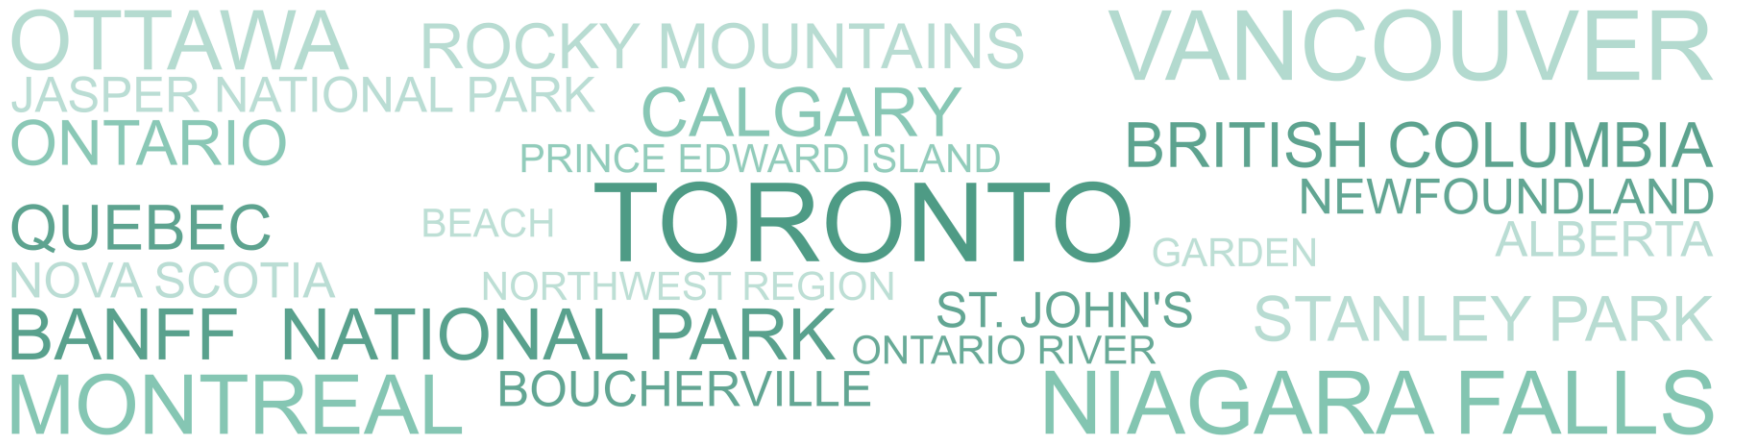 OTTAWA
ROCKY MOUNTAINS
VANCOUVER
JASPER NATIONAL PARK
CALGARY
ONTARIO
BRITISH COLUMBIA
PRINCE EDWARD ISLAND
TORONTO
NEWFOUNDLAND
QUEBEC
BEACH
GARDEN
ALBERTA
NOVA SCOTIA
NORTHWEST REGION
ST. JOHN'S
STANLEY PARK
BANFF NATIONAL PARK
ONTARIO RIVER
MONTREAL
BOUCHERVILLE
NIAGARA FALLS